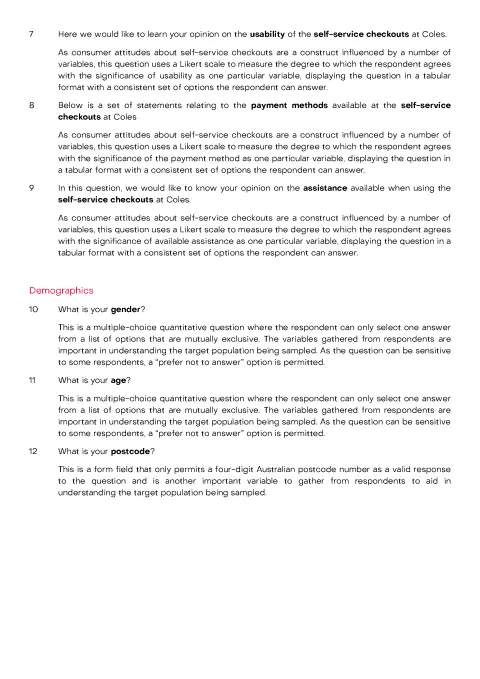 7 Here we would like to learn your opinion on the usability of the self-service checkouts at Coles.
As consumer attitudes about self-service checkouts are a construct influenced by a number of
variables, this question uses a Likert scale to measure the degree to which the respondent agrees
with the significance of usability as one particular variable, displaying the question in a tabular
format with a consistent set of options the respondent can answer.
8 Below is a set of statements relating to the payment methods available at the self-service
checkouts at Coles
As consumer attitudes about self-service checkouts are a construct influenced by a number of
variables, this question uses a Likert scale to measure the degree to which the respondent agrees
with the significance of the payment method as one particular variable, displaying the question in
a tabular format with a consistent set of options the respondent can answer.
9 In this question, we would like to know your opinion on the assistance available when using the
self-service checkouts at Coles.
As consumer attitudes about self-service checkouts are a construct influenced by a number of
variables, this question uses a Likert scale to measure the degree to which the respondent agrees
with the significance of available assistance as one particular variable, displaying the question in a
tabular format with a consistent set of options the respondent can answer.
Demographics
10 What is your gender?
This is a multiple-choice quantitative question where the respondent can only select one answer
from a list of options that are mutually exclusive. The variables gathered from respondents are
important in understanding the target population being sampled. As the question can be sensitive
to some respondents, a “prefer not to answer” option is permitted.
11 What is your age?
This is a multiple-choice quantitative question where the respondent can only select one answer
from a list of options that are mutually exclusive. The variables gathered from respondents are
important in understanding the target population being sampled. As the question can be sensitive
to some respondents, a “prefer not to answer” option is permitted.
12 What is your postcode?
This is a form field that only permits a four-digit Australian postcode number as a valid response
to the question and is another important variable to gather from respondents to aid in
understanding the target population being sampled.